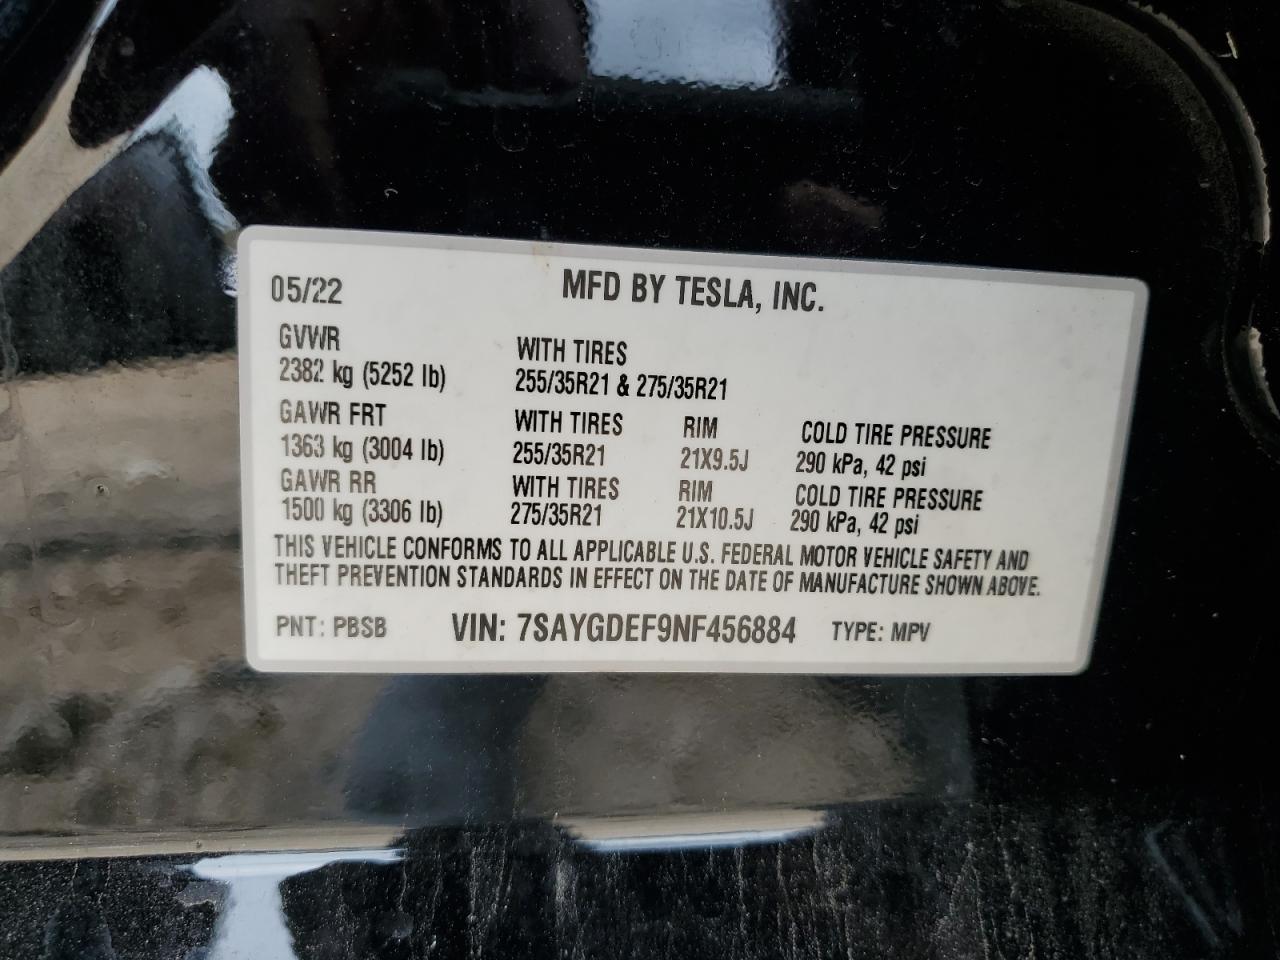 05/22 MFD BY TESLA, INC.
GVWR
2382 kg (5252 lb)
WITH TIRES
255/35R21 & 275/35R21
GAWR FRT WITH TIRES RIM COLD TIRE PRESSURE
1363 kg (3004 lb) 255/35R21 21X9.5J 290 kPa, 42 psi
GAWR RR WITH TIRES RIM COLD TIRE PRESSURE
1500 kg (3306 lb) 275/35R21 21X10.5J 290 kPa, 42 psi
THIS VEHICLE CONFORMS TO ALL APPLICABLE U.S. FEDERAL MOTOR VEHICLE SAFETY AND
THEFT PREVENTION STANDARDS IN EFFECT ON THE DATE OF MANUFACTURE SHOWN ABOVE.
PNT: PBSB VIN: 7SAYGDEF9NF456884 TYPE: MPV